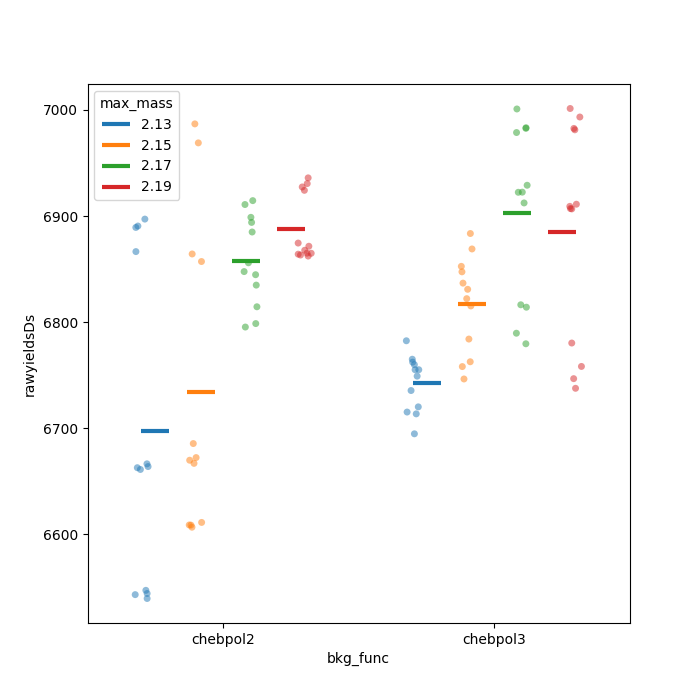 max_mass
2.13
2.15
2.17
2.19
7000
6900
6800
6700
6600
rawyieldsDs
chebpol2
chebpol3
bkg_func